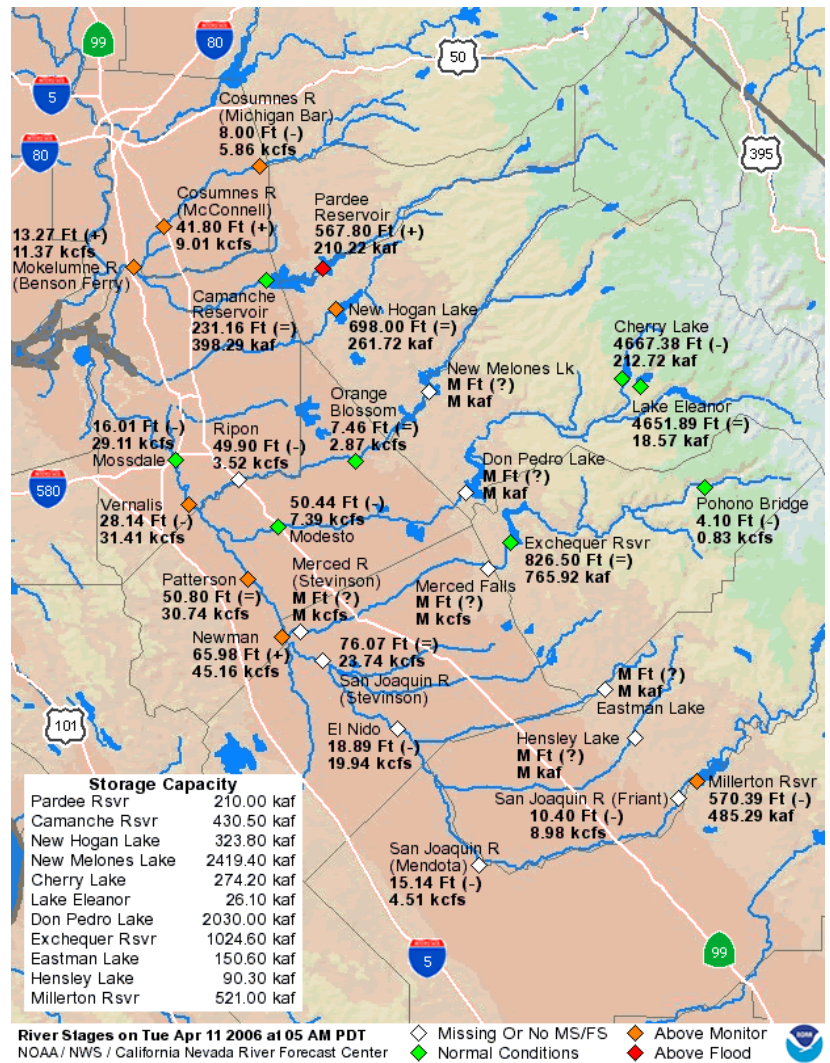 99
80
50
5
Cosumnes R
(Michigan Bar)
8.00 Ft (-)
5.86 kcfs
80
395
Cosumnes R
(McConnell)
41.80 Ft (+)
9.01 kcfs
Pardee
Reservoir
567.80 Ft (+)
210.22 kaf
13.27 Ft (+)
11.37 kcfs
Mokelumne R
(Benson Ferry)
Camanche
Reservoir
231.16 Ft (=)
398.29 kaf
New Hogan Lake
698.00 Ft (=)
261.72 kaf
Cherry Lake
4667.38 Ft (-)
212.72 kaf
New Melones Lk
M Ft (?)
M kaf
Lake Eleanor
4651.89 Ft (=)
18.57 kaf
Orange
Blossom
7.46 Ft (=)
2.87 kcfs
16.01 Ft (-)
29.11 kcfs
Mossdale
Ripon
49.90 Ft (-)
3.52 kcfs
Don Pedro Lake
M Ft (?)
M kaf
580
Vernalis
28.14 Ft (-)
31.41 kcfs
50.44 Ft (-)
7.39 kcfs
Modesto
Pohono Bridge
4.10 Ft (-)
0.83 kcfs
Exchequer Rsvr
826.50 Ft (=)
765.92 kaf
Patterson
50.80 Ft (=)
30.74 kcfs
Merced R
(Stevinson)
M Ft (?)
M kcfs
Merced Falls
M Ft (?)
M kcfs
Newman
65.98 Ft (+)
45.16 kcfs
76.07 Ft (=)
23.74 kcfs
San Joaquin R
(Stevinson)
M Ft (?)
M kaf
Eastman Lake
101
El Nido
18.89 Ft (-)
19.94 kcfs
Hensley Lake
M Ft (?)
M kaf
Millerton Rsvr
570.39 Ft (-)
485.29 kaf
San Joaquin R (Friant)
10.40 Ft (-)
8.98 kcfs
San Joaquin R
(Mendota)
15.14 Ft (-)
4.51 kcfs
5
99
Storage Capacity
Pardee Rsvr 210.00 kaf
Camanche Rsvr 430.50 kaf
New Hogan Lake 323.80 kaf
New Melones Lake 2419.40 kaf
Cherry Lake 274.20 kaf
Lake Eleanor 26.10 kaf
Don Pedro Lake 2030.00 kaf
Exchequer Rsvr 1024.60 kaf
Eastman Lake 150.60 kaf
Hensley Lake 90.30 kaf
Millerton Rsvr 521.00 kaf
River Stages on Tue Apr 11 2006 at 05 AM PDT
NOAA / NWS / California Nevada River Forecast Center
Missing Or No MS/FS
Normal Conditions
Above Monitor
Above Flood